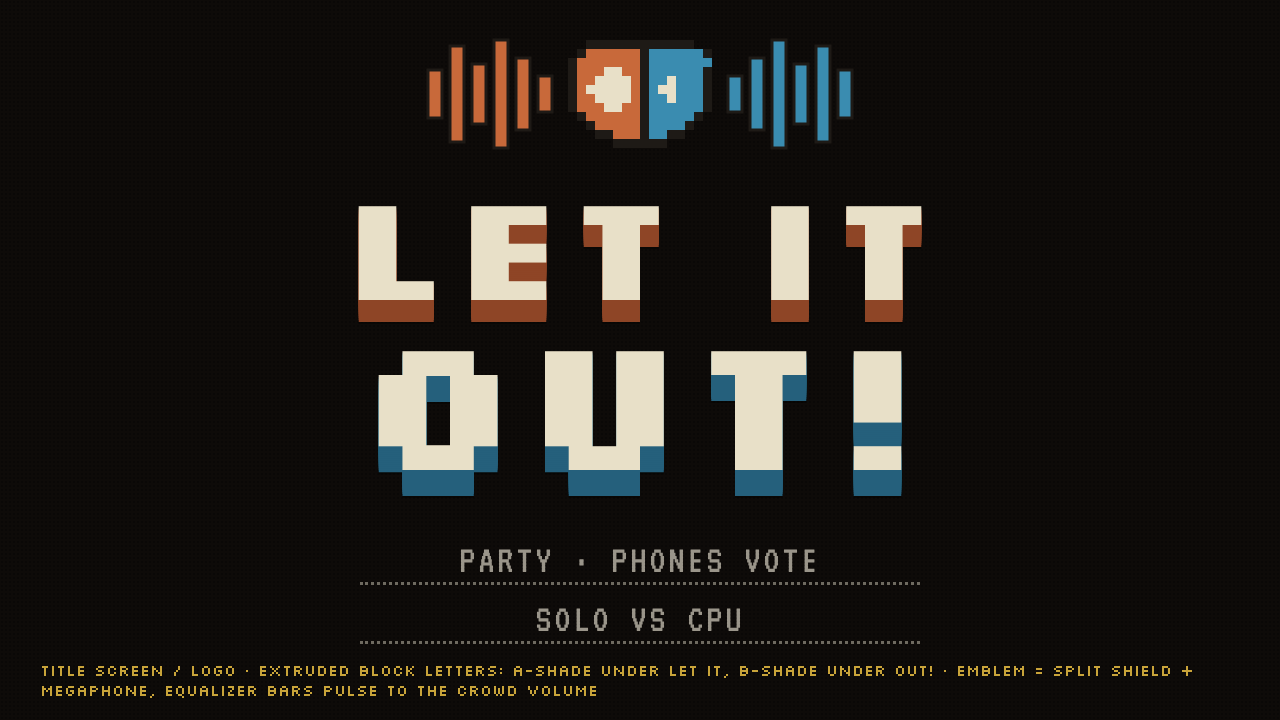 LET IT
OUT!
PARTY · PHONES VOTE
SOLO VS CPU
TITLE SCREEN / LOGO · EXTRUDED BLOCK LETTERS: A-SHADE UNDER LET IT, B-SHADE UNDER OUT! · EMBLEM = SPLIT SHIELD +
MEGAPHONE, EQUALIZER BARS PULSE TO THE CROWD VOLUME